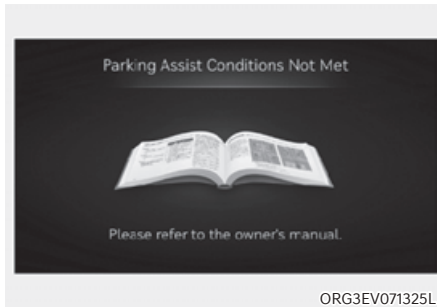 Parking Assist Conditions Not Met
Please refer to the owner's manual.
ORG3EV071325L